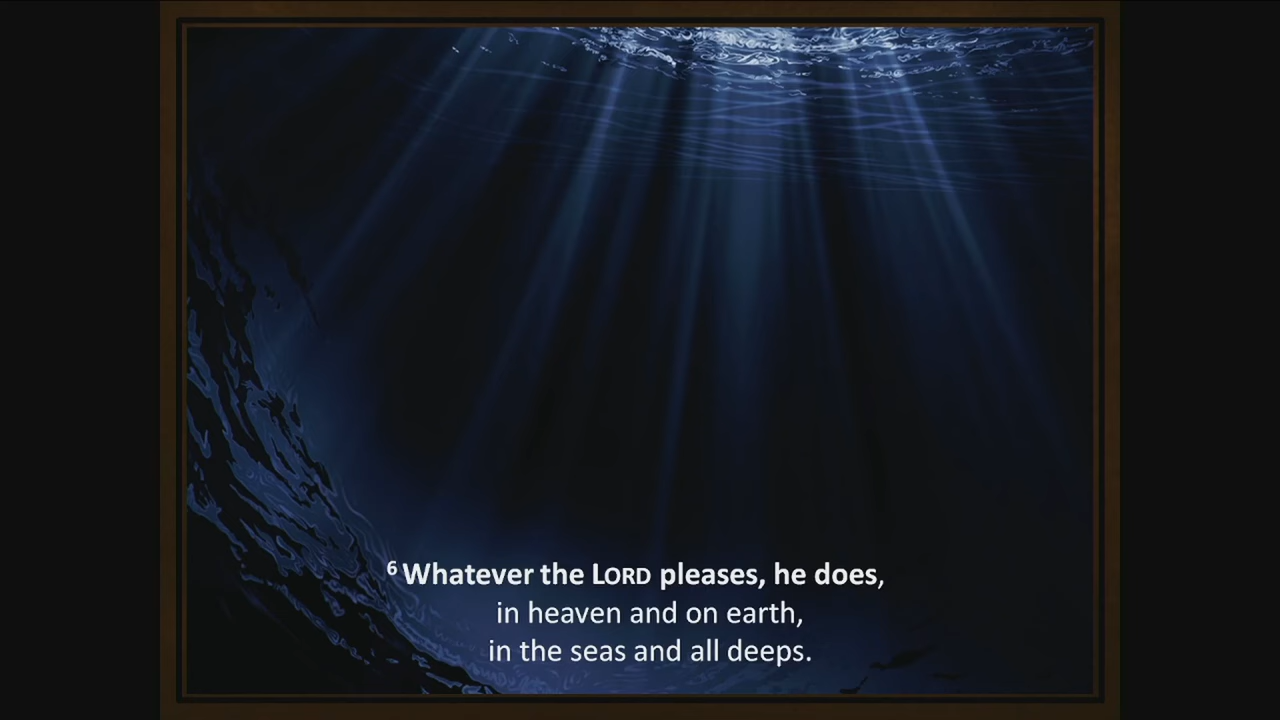 ⁶ Whatever the LORD pleases, he does,
in heaven and on earth,
in the seas and all deeps.